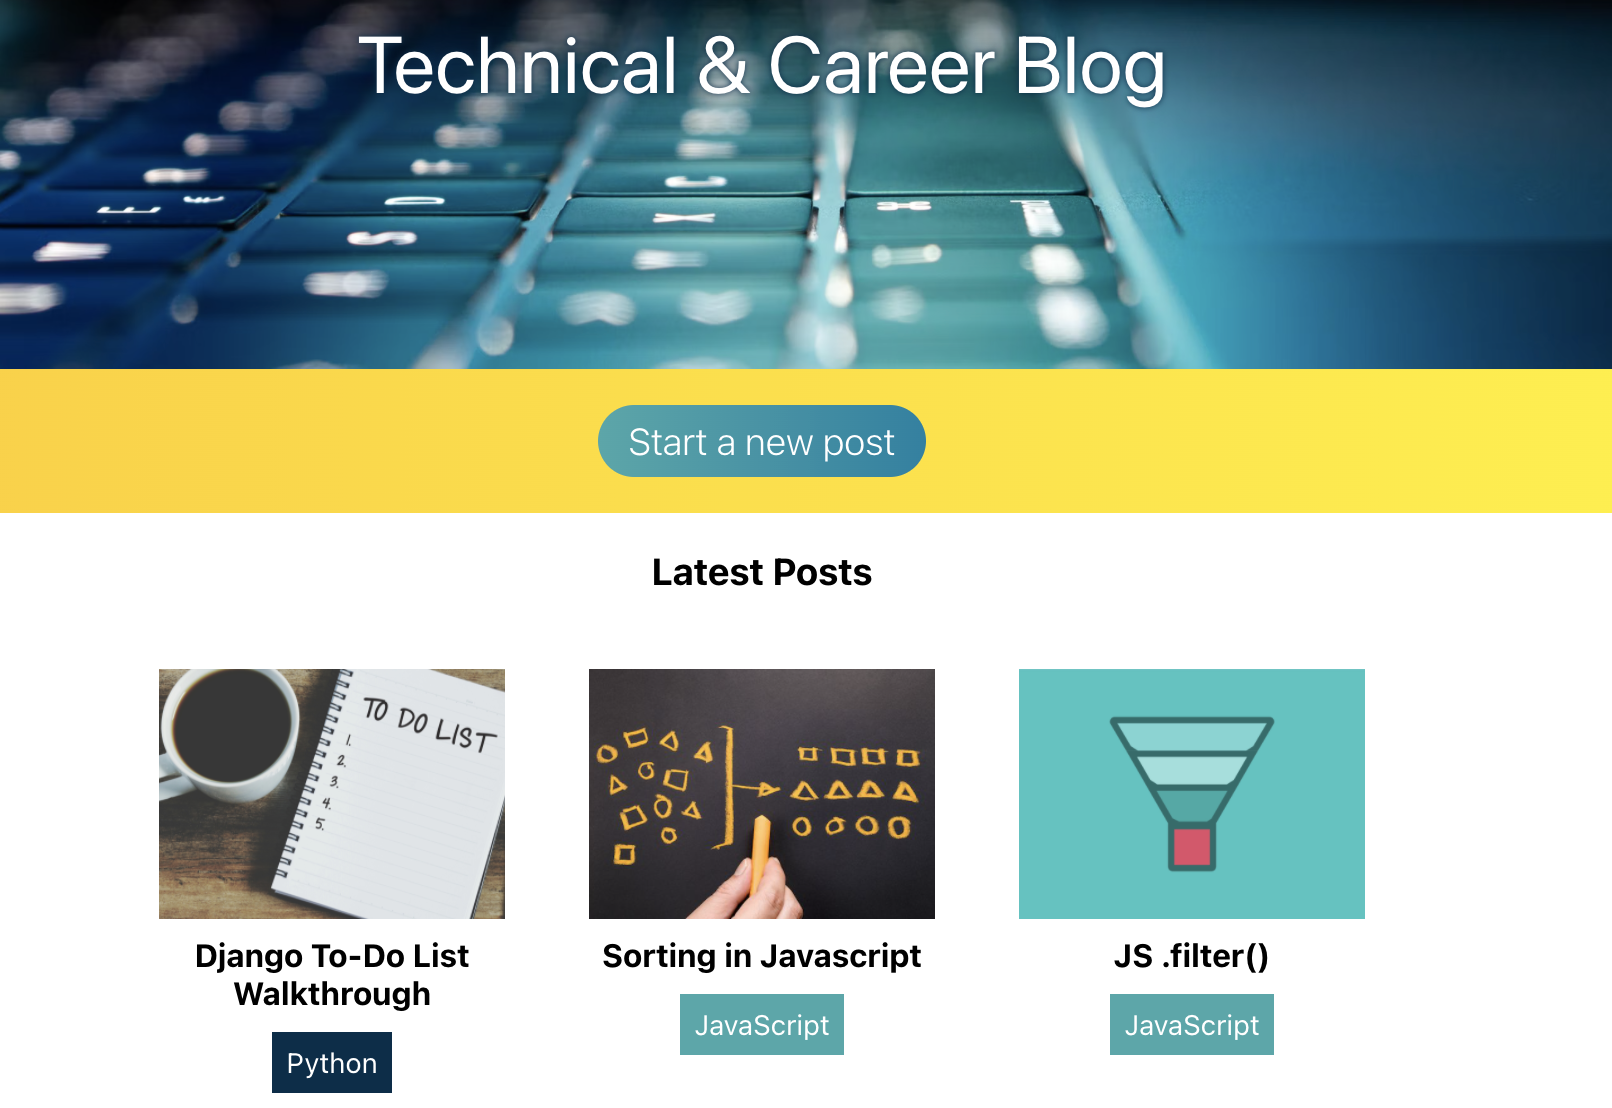 Technical & Career Blog
E €
D
C
S
X
Start a new post
Latest Posts
TO DO LIST
1.
2.
3.
4.
5.
Django To-Do List
Walkthrough
Sorting in Javascript
JS .filter()
JavaScript
JavaScript
Python